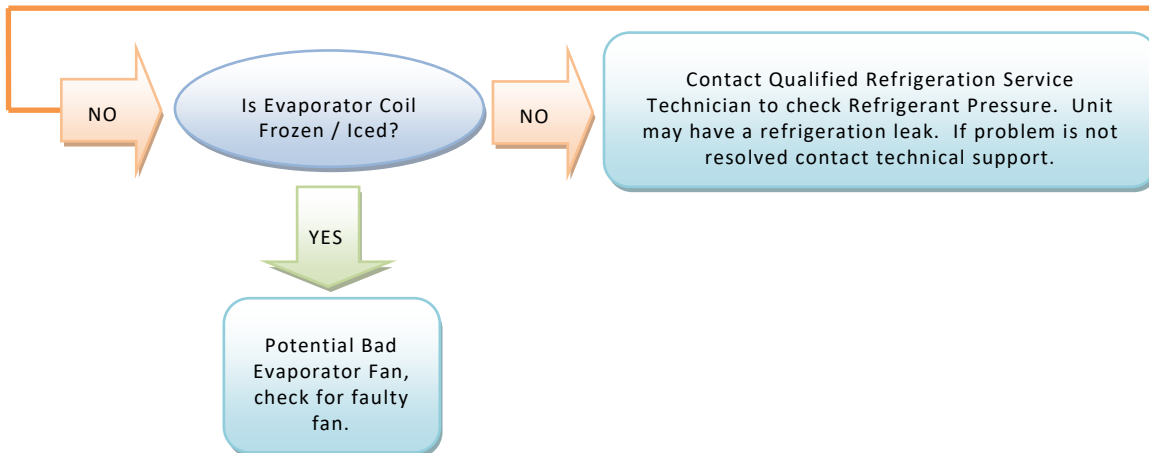 NO
Is Evaporator Coil
Frozen / Iced?
NO
Contact Qualified Refrigeration Service
Technician to check Refrigerant Pressure.  Unit
may have a refrigeration leak.  If problem is not
resolved contact technical support.
YES
Potential Bad
Evaporator Fan,
check for faulty
fan.